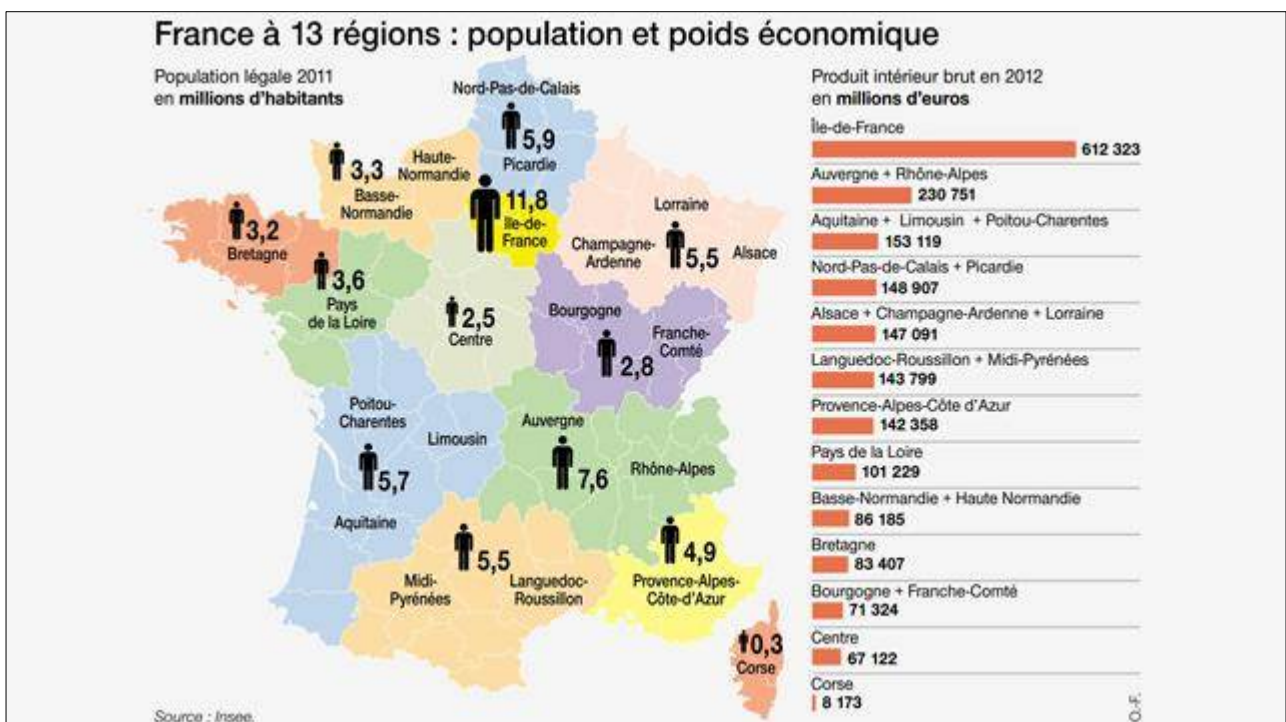 France à 13 régions : population et poids économique
Population légale 2011
en millions d'habitants
Nord-Pas-de-Calais
5,9
Picardie
3,3
Haute-
Normandie
Basse-
Normandie
11,8
Ile-de-
France
Lorraine
Champagne-
Ardenne
5,5
Alsace
3,2
Bretagne
3,6
Pays
de la Loire
2,5
Centre
Bourgogne
Franche-
Comté
2,8
Poitou-
Charentes
Limousin
5,7
Aquitaine
Auvergne
7,6
Rhône-Alpes
5,5
Midi-
Pyrénées
Languedoc-
Roussillon
4,9
Provence-Alpes-
Côte-d'Azur
0,3
Corse
Source : Insee.
Produit intérieur brut en 2012
en millions d'euros
Île-de-France
612 323
Auvergne + Rhône-Alpes
230 751
Aquitaine + Limousin + Poitou-Charentes
153 119
Nord-Pas-de-Calais + Picardie
148 907
Alsace + Champagne-Ardenne + Lorraine
147 091
Languedoc-Roussillon + Midi-Pyrénées
143 799
Provence-Alpes-Côte d'Azur
142 358
Pays de la Loire
101 229
Basse-Normandie + Haute Normandie
86 185
Bretagne
83 407
Bourgogne + Franche-Comté
71 324
Centre
67 122
Corse
8 173
O.-F.